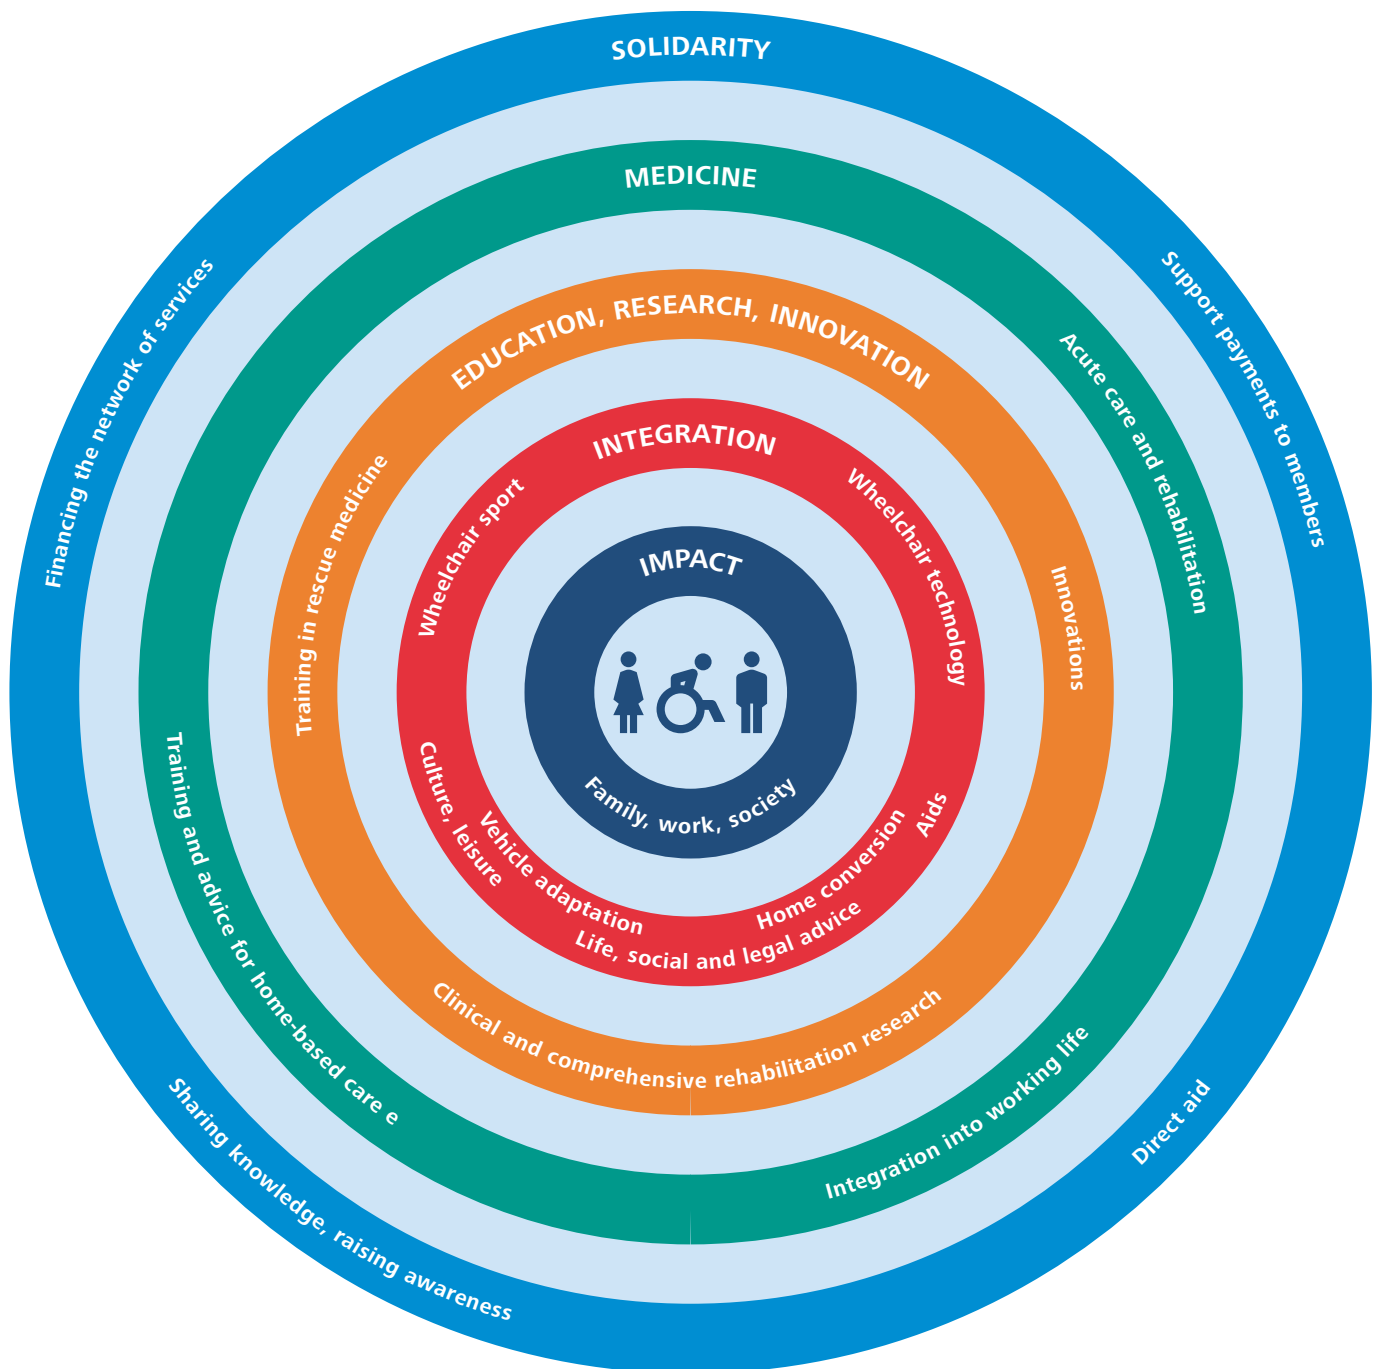 SOLIDARITY
Support payments to members
Direct aid
Sharing knowledge, raising awareness
Financing the network of services
MEDICINE
Acute care and rehabilitation
Integration into working life
Training and advice for home-based care e
EDUCATION, RESEARCH, INNOVATION
Innovations
Clinical and comprehensive rehabilitation research
Training in rescue medicine
INTEGRATION
Wheelchair technology
Aids
Home conversion
Life, social and legal advice
Vehicle adaptation
Culture, leisure
Wheelchair sport
IMPACT
Family, work, society